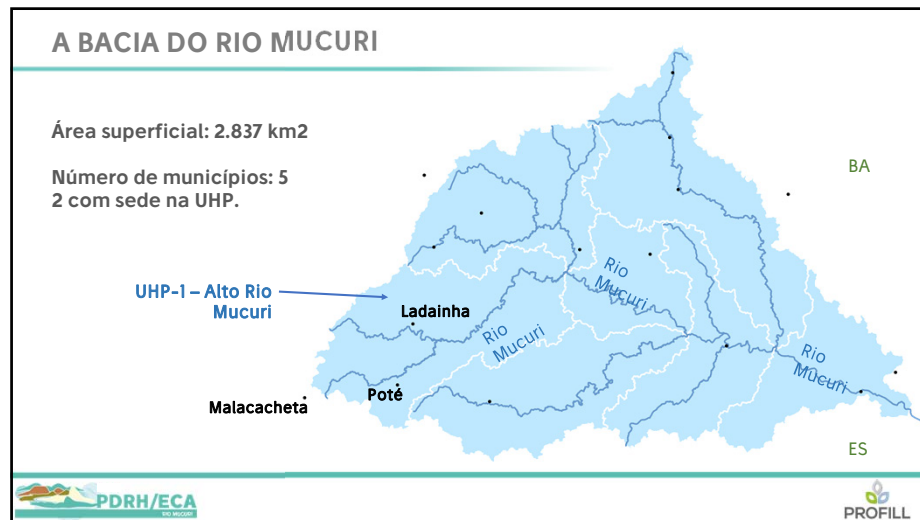 A BACIA DO RIO MUCURI
Área superficial: 2.837 km2
Número de municípios: 5
2 com sede na UHP.
BA
UHP-1 – Alto Rio
Mucuri
Rio
Mucuri
Ladainha
Rio
Mucuri
Rio
Mucuri
Poté
Malacacheta
ES
PDRH/ECA
RIO MUCURI
PROFILL